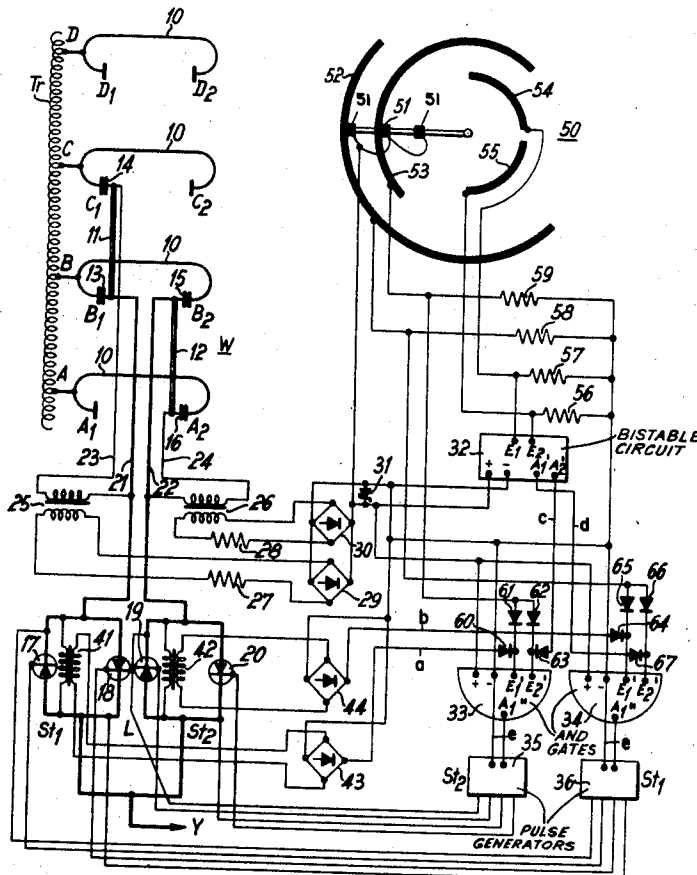 D 10
Tr D1 D2
52 51 51 51 54 50
C 10
14 C1 C2
53 55
11
B 10
13 B1 15 B2
12 W
59
58
57
56
A 10
A1 16 A2
23 21 22 24
32 E1 E2 + - A1' A2'
BISTABLE CIRCUIT
31
25 26
28 30
c d
27 29
61 62 65 66
b 60 63 64 67
a
17 41 18 19 42 20
44
+ - E1' E2' A1"
33
+ - E1' E2' A1"
34
AND GATES
St1 L St2
43
e e
St2 35
36 St1
PULSE GENERATORS
Y